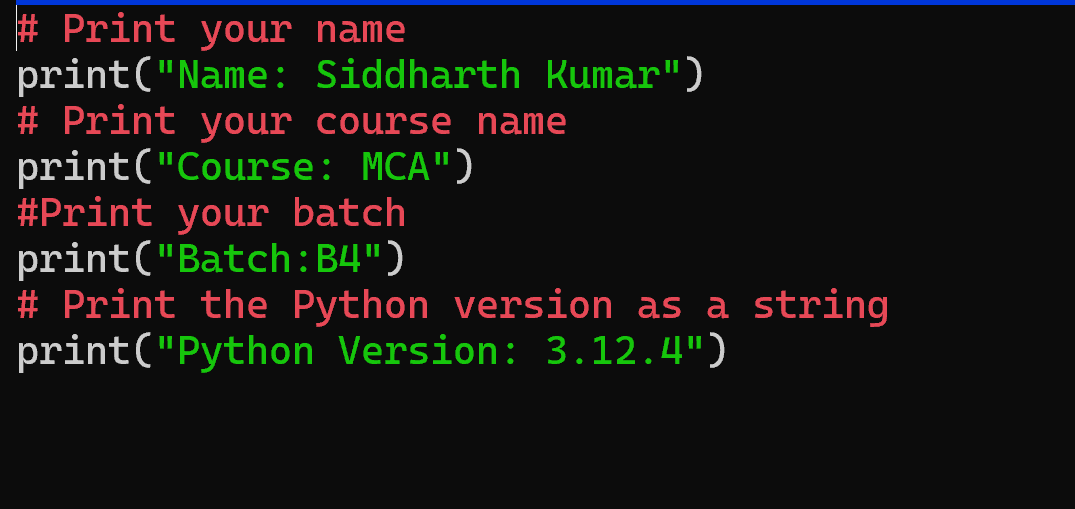 # Print your name
print("Name: Siddharth Kumar")
# Print your course name
print("Course: MCA")
#Print your batch
print("Batch:B4")
# Print the Python version as a string
print("Python Version: 3.12.4")